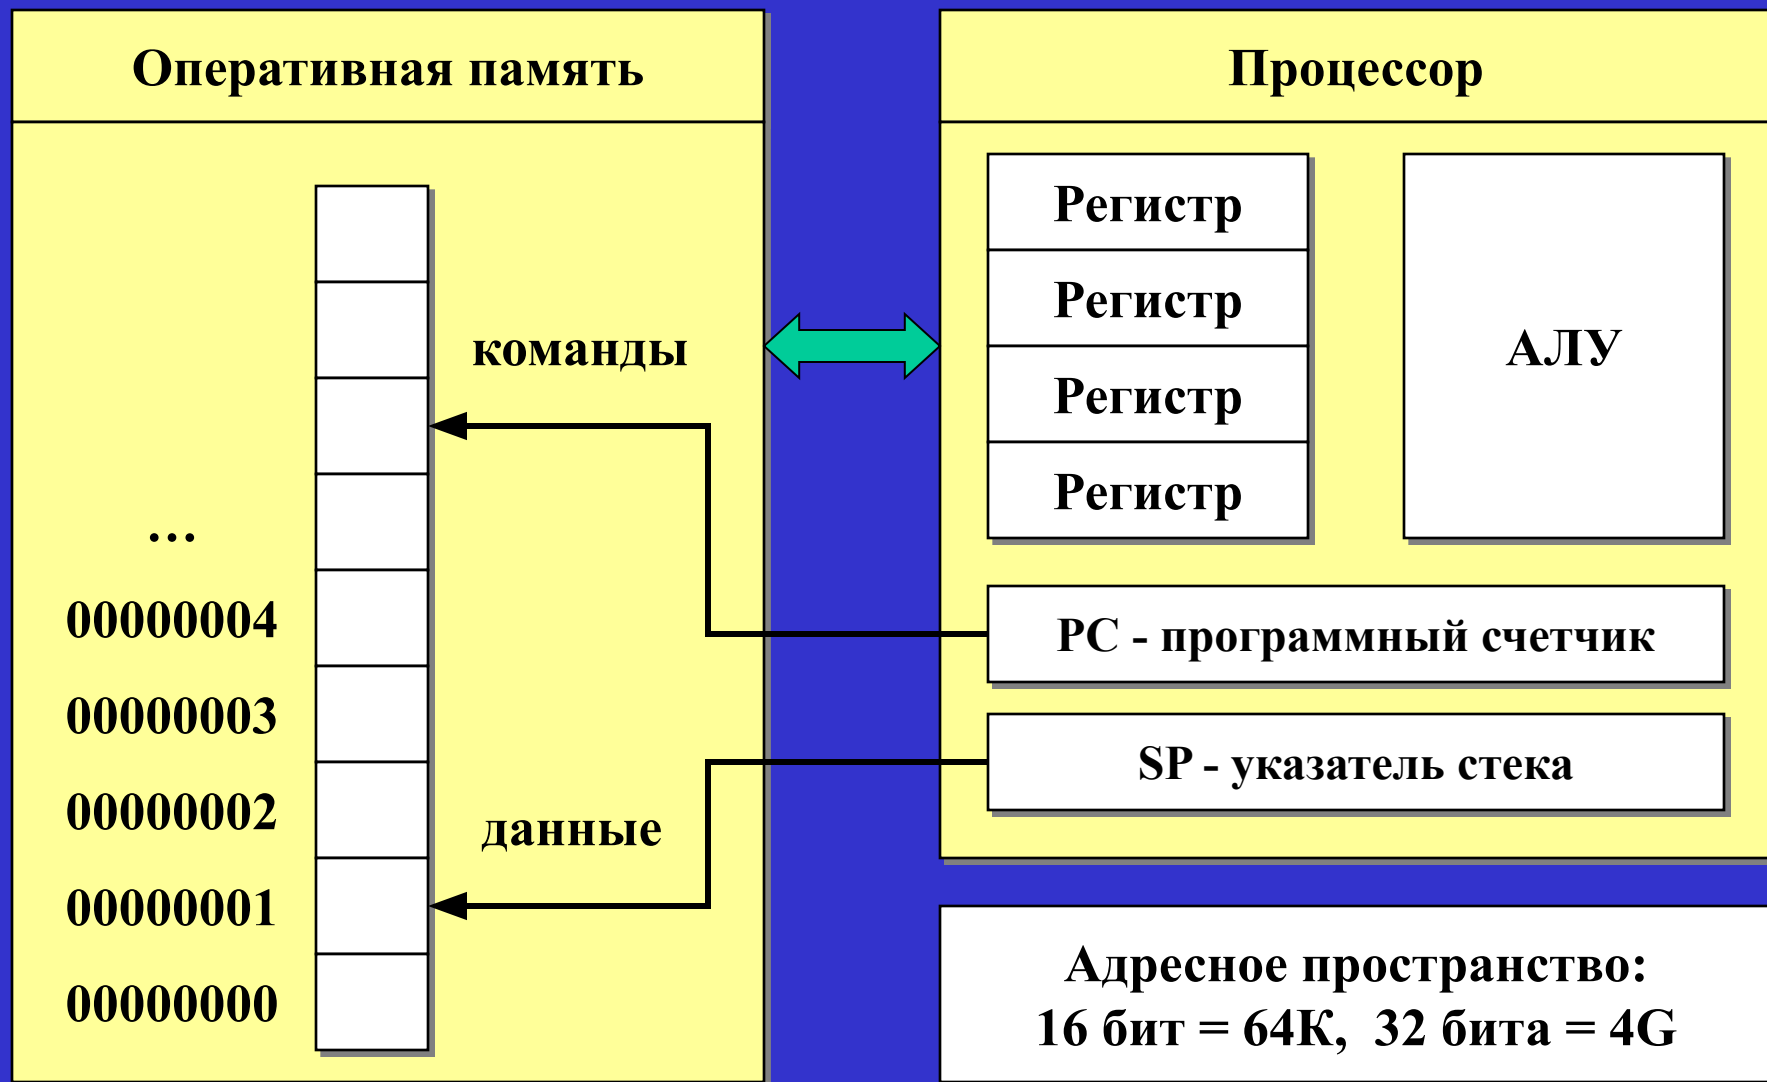 Оперативная память
команды
...
00000004
00000003
00000002
данные
00000001
00000000
Процессор
Регистр
Регистр
Регистр
Регистр
АЛУ
PC - программный счетчик
SP - указатель стека
Адресное пространство:
16 бит = 64К, 32 бита = 4G